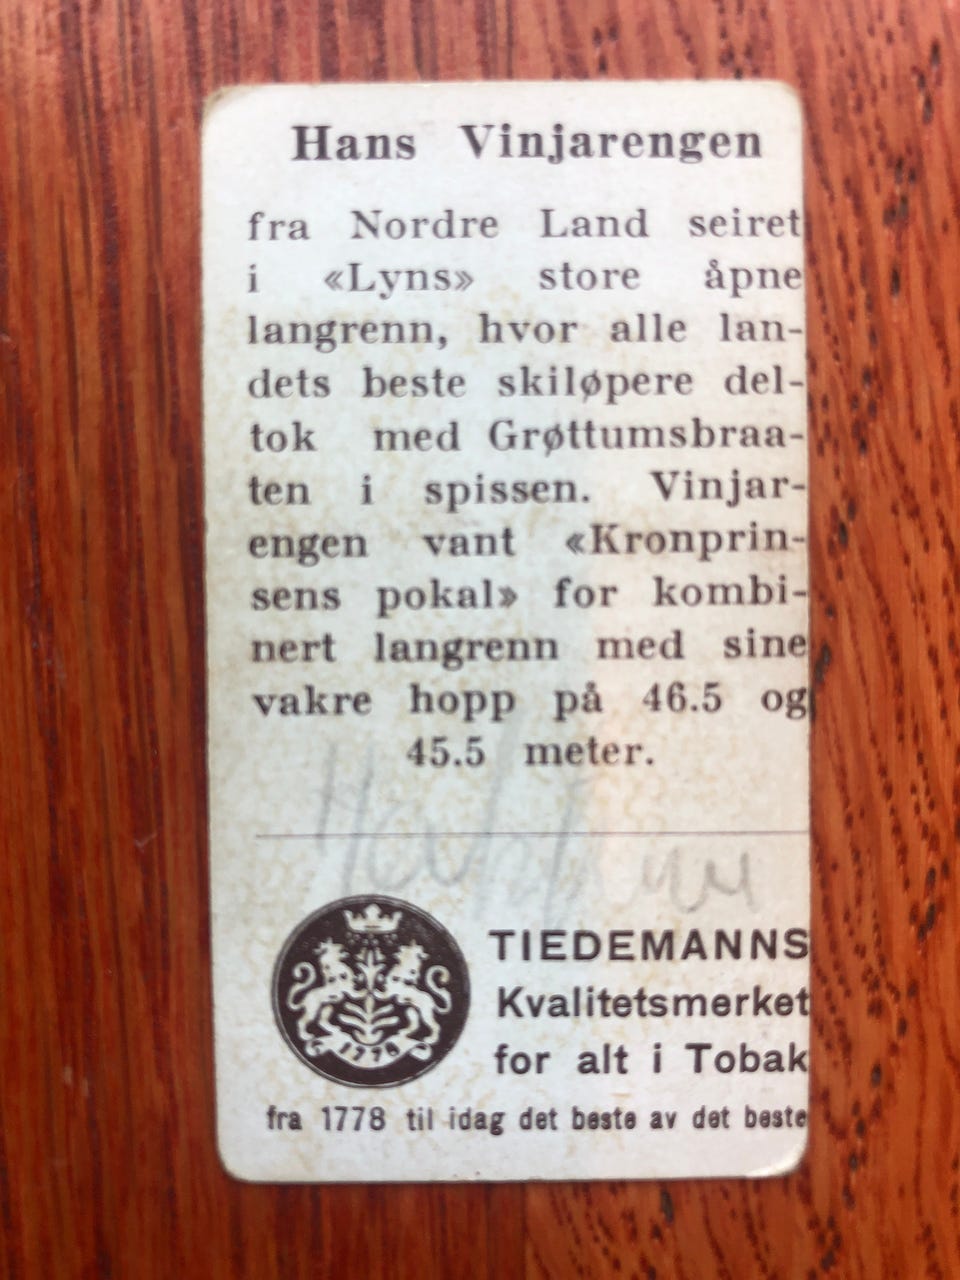 Hans Vinjarengen
fra Nordre Land seiret
i «Lyns» store åpne
langrenn, hvor alle lan-
dets beste skiløpere del-
tok med Grøttumsbraa-
ten i spissen. Vinjar-
engen vant «Kronprin-
sens pokal» for kombi-
nert langrenn med sine
vakre hopp på 46.5 og
45.5 meter.
1778
TIEDEMANNS
Kvalitetsmerket
for alt i Tobak
fra 1778 til idag det beste av det beste